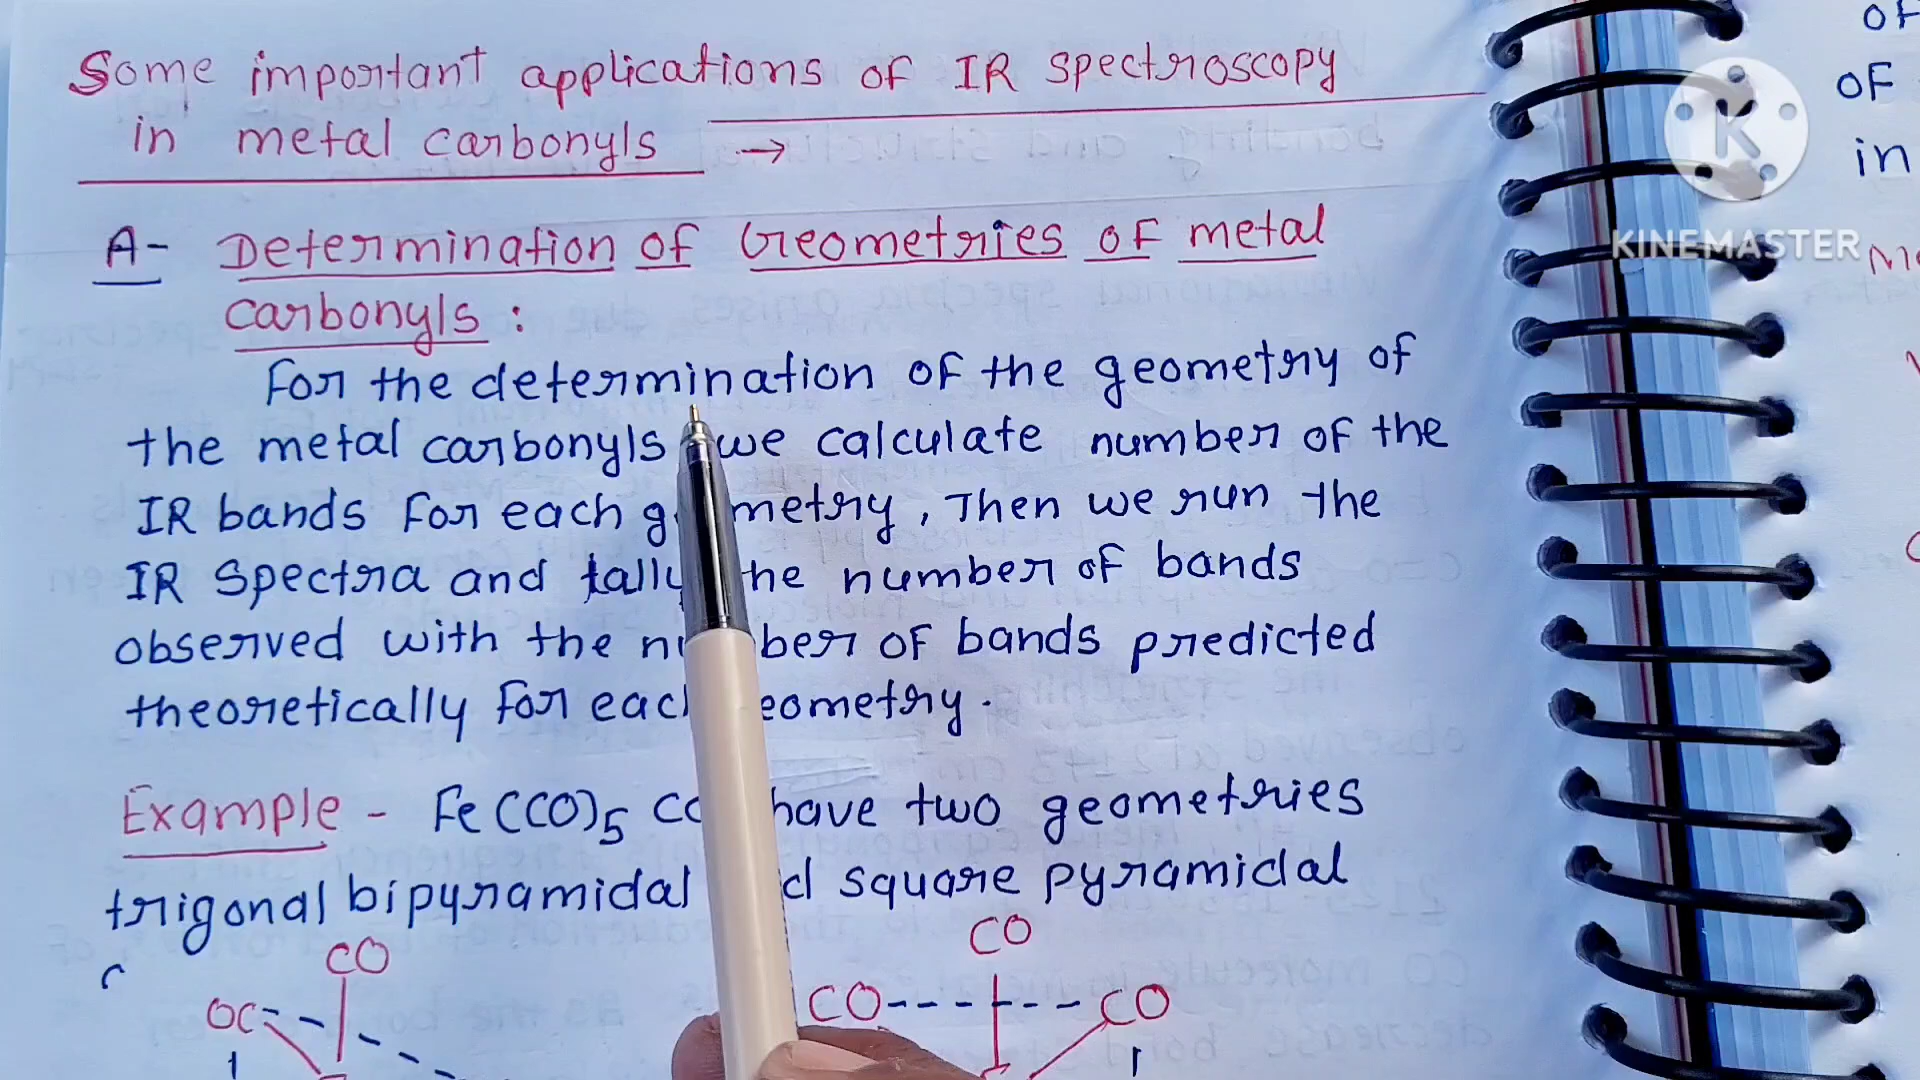 Some important applications of IR spectroscopy
in metal carbonyls →
A- Determination of Geometries of metal
carbonyls :
For the determination of the geometry of
the metal carbonyls we calculate number of the
IR bands for each metry, Then we run the
IR spectra and tally he number of bands
observed with the n ber of bands predicted
theoretically for each eometry.
Example - Fe(CO)5 have two geometries
trigonal bipyramidal d square pyramidal
CO
CO
OC
CO
CO
OF
OF
in
KINEMASTER